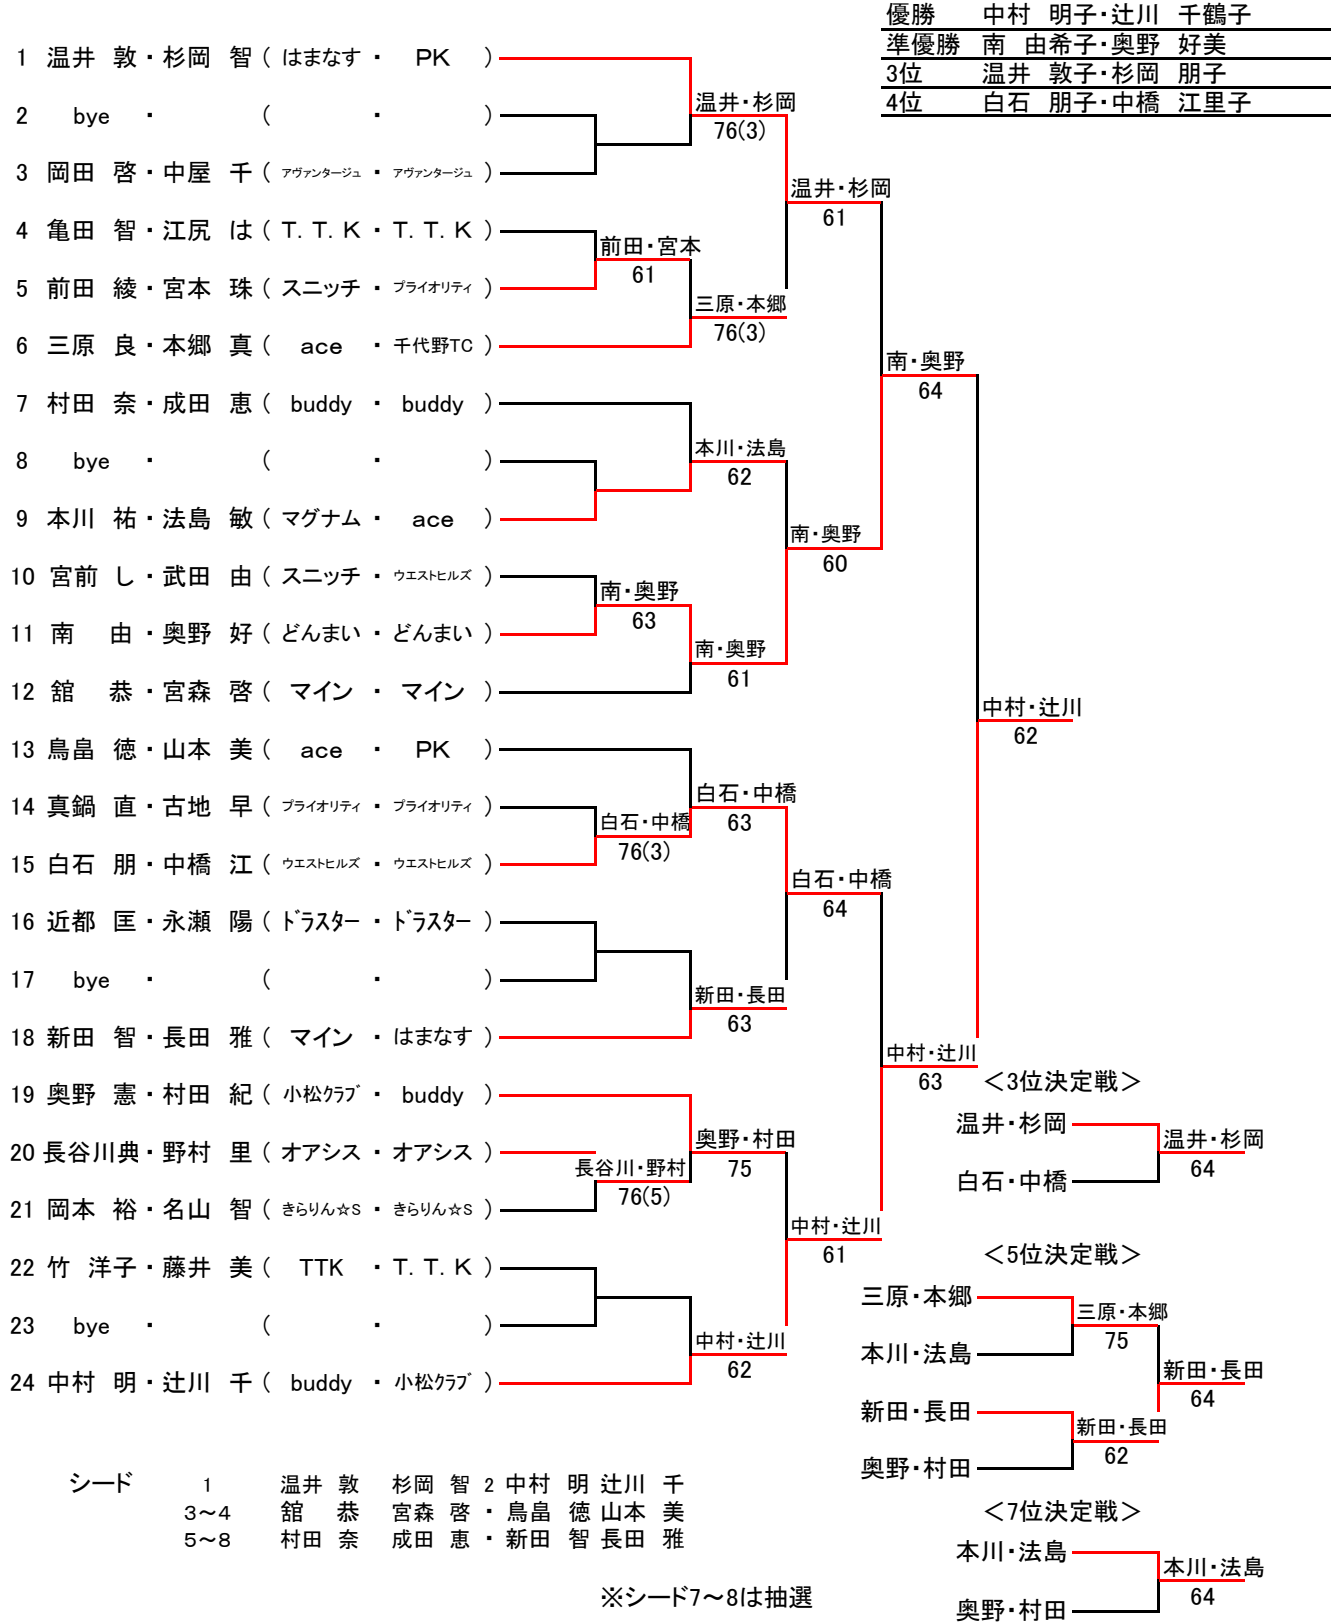 優勝 中村 明子・辻川 千鶴子
準優勝 南 由希子・奥野 好美
3位 温井 敦子・杉岡 朋子
4位 白石 朋子・中橋 江里子
1 温井 敦・杉岡 智 ( はまなす ・ PK )
温井・杉岡
76(3)
2 bye ・ ( ・ )
3 岡田 啓・中屋 千 ( アヴァンタージュ ・ アヴァンタージュ )
温井・杉岡
61
4 亀田 智・江尻 は ( T.T.K ・ T.T.K )
前田・宮本
61
5 前田 綾・宮本 珠 ( スニッチ ・ プライオリティ )
三原・本郷
76(3)
6 三原 良・本郷 真 ( ace ・ 千代野TC )
南・奥野
64
7 村田 奈・成田 恵 ( buddy ・ buddy )
本川・法島
62
8 bye ・ ( ・ )
9 本川 祐・法島 敏 ( マグナム ・ ace )
南・奥野
60
10 宮前 し・武田 由 ( スニッチ ・ ウエストヒルズ )
南・奥野
63
11 南 由・奥野 好 ( どんまい ・ どんまい )
南・奥野
61
12 舘 恭・宮森 啓 ( マイン ・ マイン )
中村・辻川
62
13 鳥畠 徳・山本 美 ( ace ・ PK )
白石・中橋
63
14 真鍋 直・古地 早 ( プライオリティ ・ プライオリティ )
白石・中橋
76(3)
15 白石 朋・中橋 江 ( ウエストヒルズ ・ ウエストヒルズ )
白石・中橋
64
16 近都 匡・永瀬 陽 ( ドラスター ・ ドラスター )
17 bye ・ ( ・ )
新田・長田
63
18 新田 智・長田 雅 ( マイン ・ はまなす )
中村・辻川
63
19 奥野 憲・村田 紀 ( 小松クラブ ・ buddy )
奥野・村田
75
20 長谷川典・野村 里 ( オアシス ・ オアシス )
長谷川・野村
76(5)
21 岡本 裕・名山 智 ( きらりん☆S ・ きらりん☆S )
中村・辻川
61
22 竹 洋子・藤井 美 ( TTK ・ T.T.K )
23 bye ・ ( ・ )
中村・辻川
62
24 中村 明・辻川 千 ( buddy ・ 小松クラブ )
＜3位決定戦＞
温井・杉岡
温井・杉岡
64
白石・中橋
＜5位決定戦＞
三原・本郷
三原・本郷
75
本川・法島
新田・長田
64
新田・長田
新田・長田
62
奥野・村田
＜7位決定戦＞
本川・法島
本川・法島
64
奥野・村田
シード 1 温井 敦 杉岡 智 2 中村 明 辻川 千
3～4 舘 恭 宮森 啓 ・ 鳥畠 徳 山本 美
5～8 村田 奈 成田 恵 ・ 新田 智 長田 雅
※シード7～8は抽選